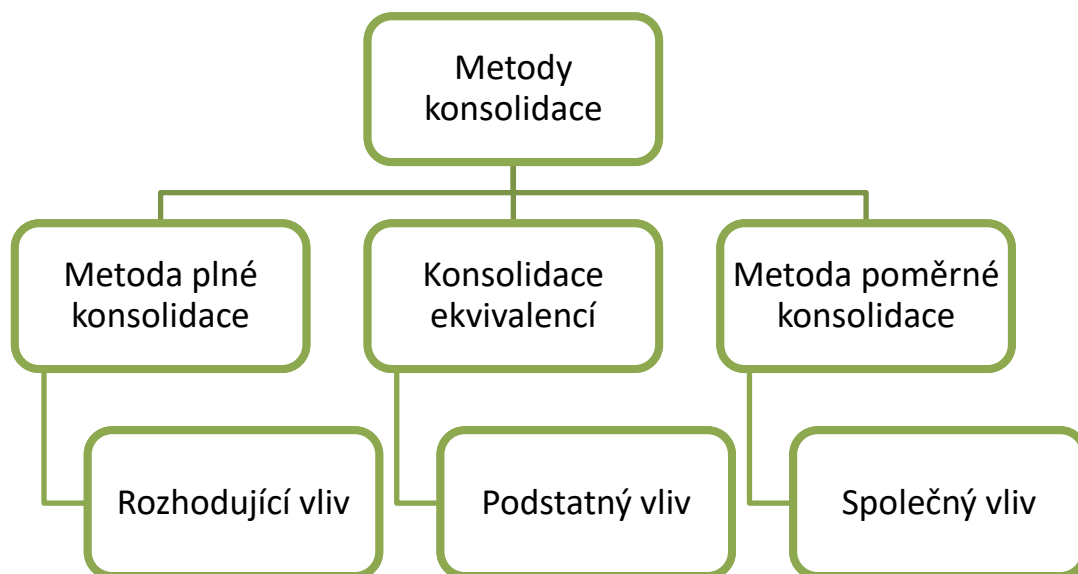 Metody
konsolidace
Metoda plné
konsolidace
Konsolidace
ekvivalencí
Metoda poměrné
konsolidace
Rozhodující vliv
Podstatný vliv
Společný vliv